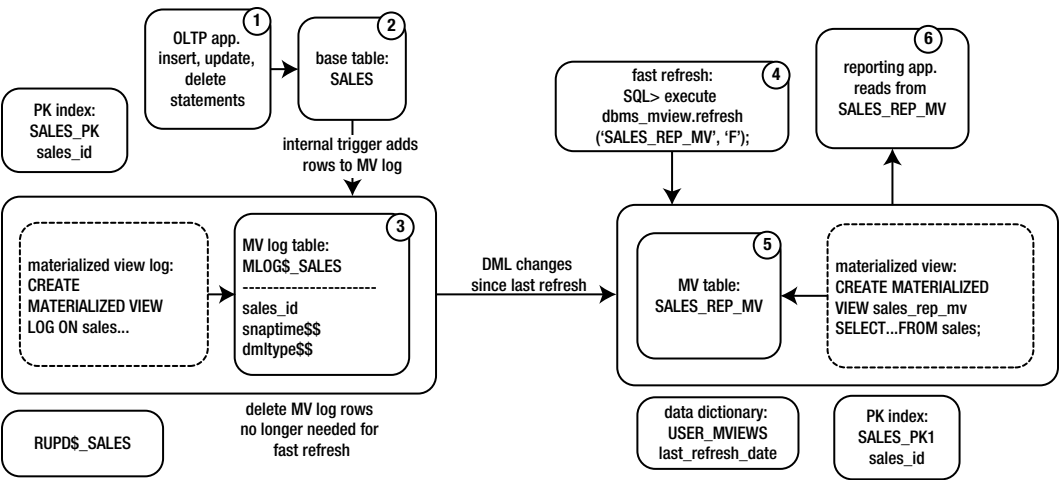 1
OLTP app.
insert, update,
delete
statements
2
base table:
SALES
PK index:
SALES_PK
sales_id
internal trigger adds
rows to MV log
materialized view log:
CREATE
MATERIALIZED VIEW
LOG ON sales...
3
MV log table:
MLOG$_SALES
--------------------
sales_id
snaptime$$
dmltype$$
RUPD$_SALES
delete MV log rows
no longer needed for
fast refresh
DML changes
since last refresh
4
fast refresh:
SQL> execute
dbms_mview.refresh
(‘SALES_REP_MV’, ‘F’);
5
MV table:
SALES_REP_MV
6
reporting app.
reads from
SALES_REP_MV
materialized view:
CREATE MATERIALIZED
VIEW sales_rep_mv
SELECT...FROM sales;
data dictionary:
USER_MVIEWS
last_refresh_date
PK index:
SALES_PK1
sales_id